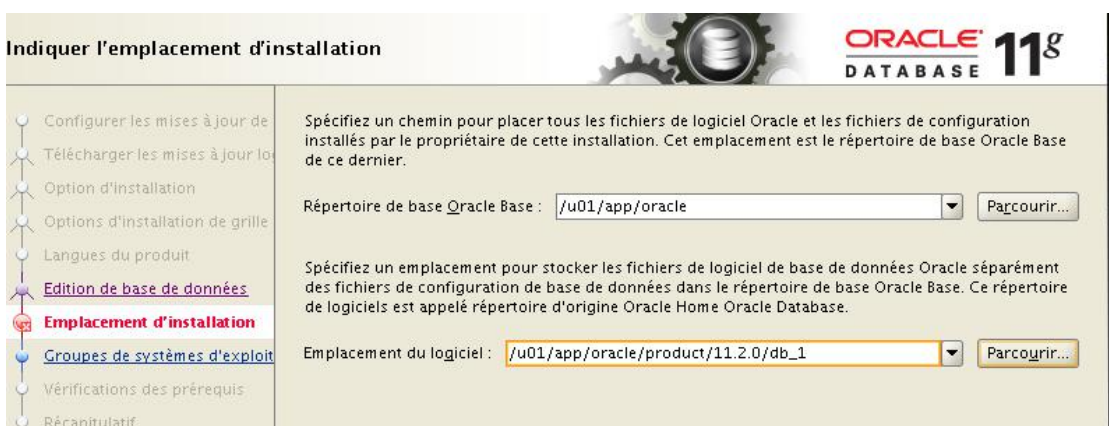 Indiquer l'emplacement d'installation
ORACLE
DATABASE
11g
Configurer les mises à jour de
Télécharger les mises à jour lo
Option d'installation
Options d'installation de grille
Langues du produit
Edition de base de données
Emplacement d'installation
Groupes de systèmes d'exploit
Vérifications des prérequis
Récapitulatif
Spécifiez un chemin pour placer tous les fichiers de logiciel Oracle et les fichiers de configuration
installés par le propriétaire de cette installation. Cet emplacement est le répertoire de base Oracle Base
de ce dernier.
Répertoire de base Oracle Base : /u01/app/oracle Parcourir...
Spécifiez un emplacement pour stocker les fichiers de logiciel de base de données Oracle séparément
des fichiers de configuration de base de données dans le répertoire de base Oracle Base. Ce répertoire
de logiciels est appelé répertoire d'origine Oracle Home Oracle Database.
Emplacement du logiciel : /u01/app/oracle/product/11.2.0/db_1 Parcourir...